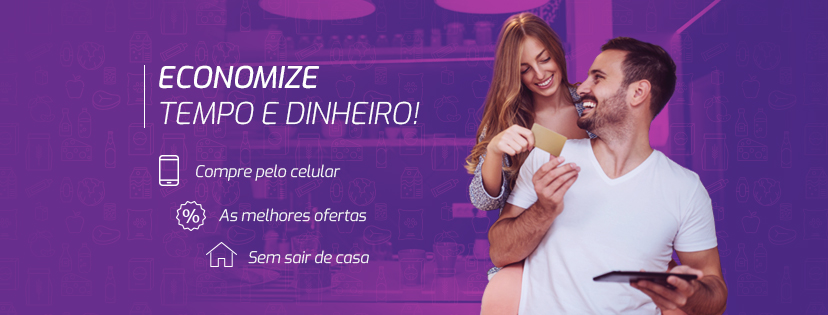 ECONOMIZE
TEMPO E DINHEIRO!
Compre pelo celular
%
As melhores ofertas
Sem sair de casa